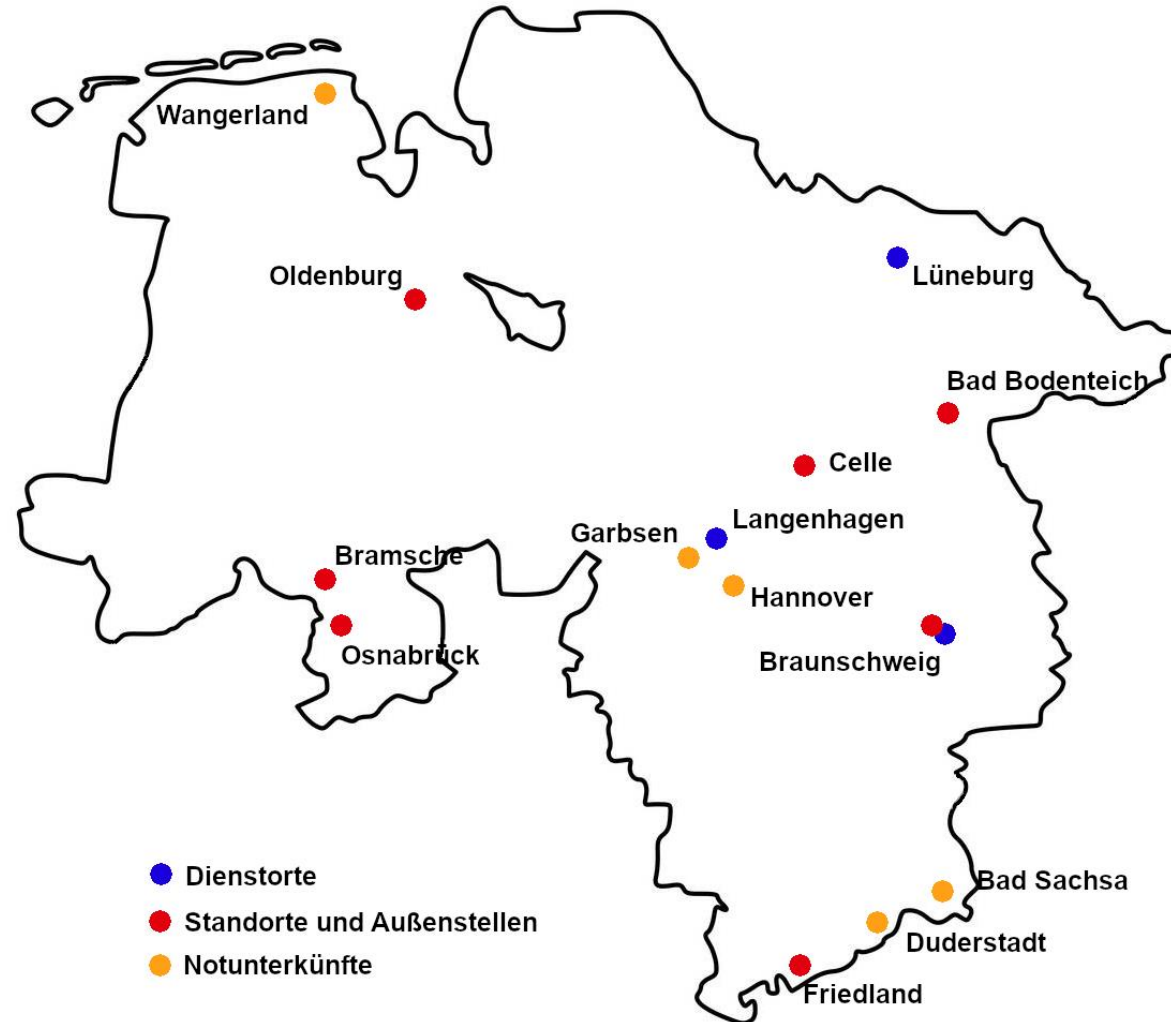 Wangerland
Oldenburg
Lüneburg
Bad Bodenteich
Celle
Langenhagen
Garbsen
Bramsche
Hannover
Osnabrück
Braunschweig
Dienstorte
Bad Sachsa
Standorte und Außenstellen
Duderstadt
Notunterkünfte
Friedland